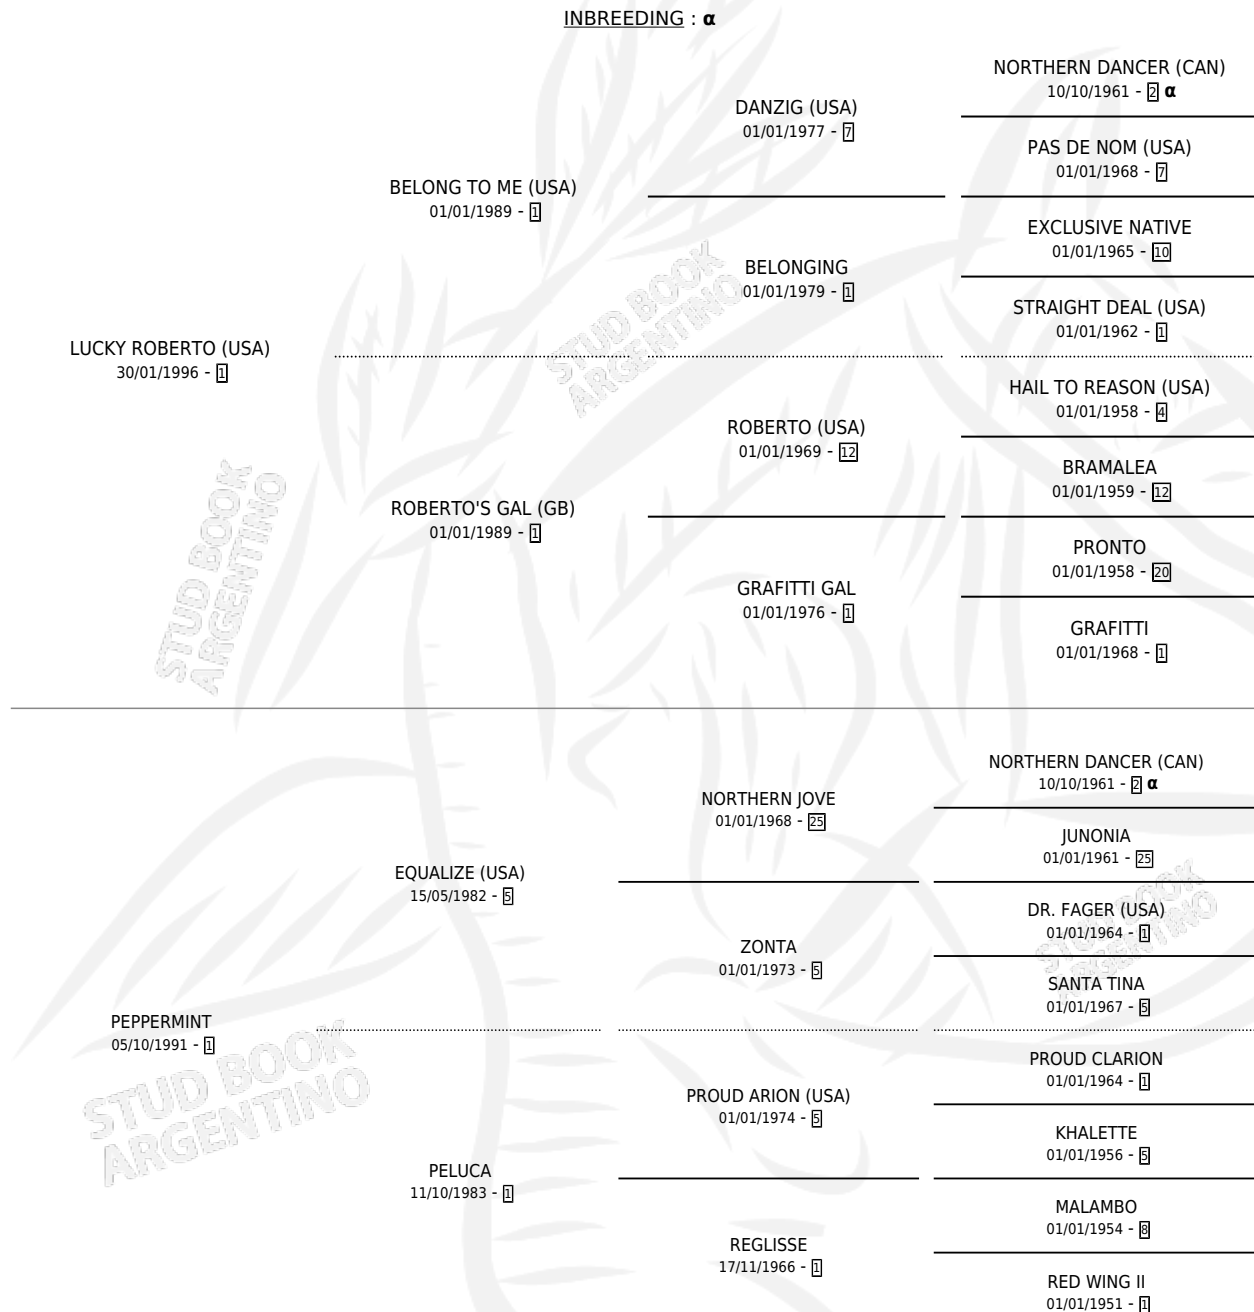 INBREEDING : α
NORTHERN DANCER (CAN)
10/10/1961 - 2 α
DANZIG (USA)
01/01/1977 - 7
PAS DE NOM (USA)
01/01/1968 - 7
BELONG TO ME (USA)
01/01/1989 - 1
EXCLUSIVE NATIVE
01/01/1965 - 10
BELONGING
01/01/1979 - 1
STRAIGHT DEAL (USA)
01/01/1962 - 1
LUCKY ROBERTO (USA)
30/01/1996 - 1
HAIL TO REASON (USA)
01/01/1958 - 4
ROBERTO (USA)
01/01/1969 - 12
BRAMALEA
01/01/1959 - 12
ROBERTO'S GAL (GB)
01/01/1989 - 1
PRONTO
01/01/1958 - 20
GRAFITTI GAL
01/01/1976 - 1
GRAFITTI
01/01/1968 - 1
NORTHERN DANCER (CAN)
10/10/1961 - 2 α
NORTHERN JOVE
01/01/1968 - 25
JUNONIA
01/01/1961 - 25
EQUALIZE (USA)
15/05/1982 - 5
DR. FAGER (USA)
01/01/1964 - 1
ZONTA
01/01/1973 - 5
SANTA TINA
01/01/1967 - 5
PEPPERMINT
05/10/1991 - 1
PROUD CLARION
01/01/1964 - 1
PROUD ARION (USA)
01/01/1974 - 5
KHALETTE
01/01/1956 - 5
PELUCA
11/10/1983 - 1
MALAMBO
01/01/1954 - 8
REGLISSE
17/11/1966 - 1
RED WING II
01/01/1951 - 1
STUD BOOK
ARGENTINO
STUD BOOK
ARGENTINO
STUD BOOK
ARGENTINO
STUD BOOK
ARGENTINO